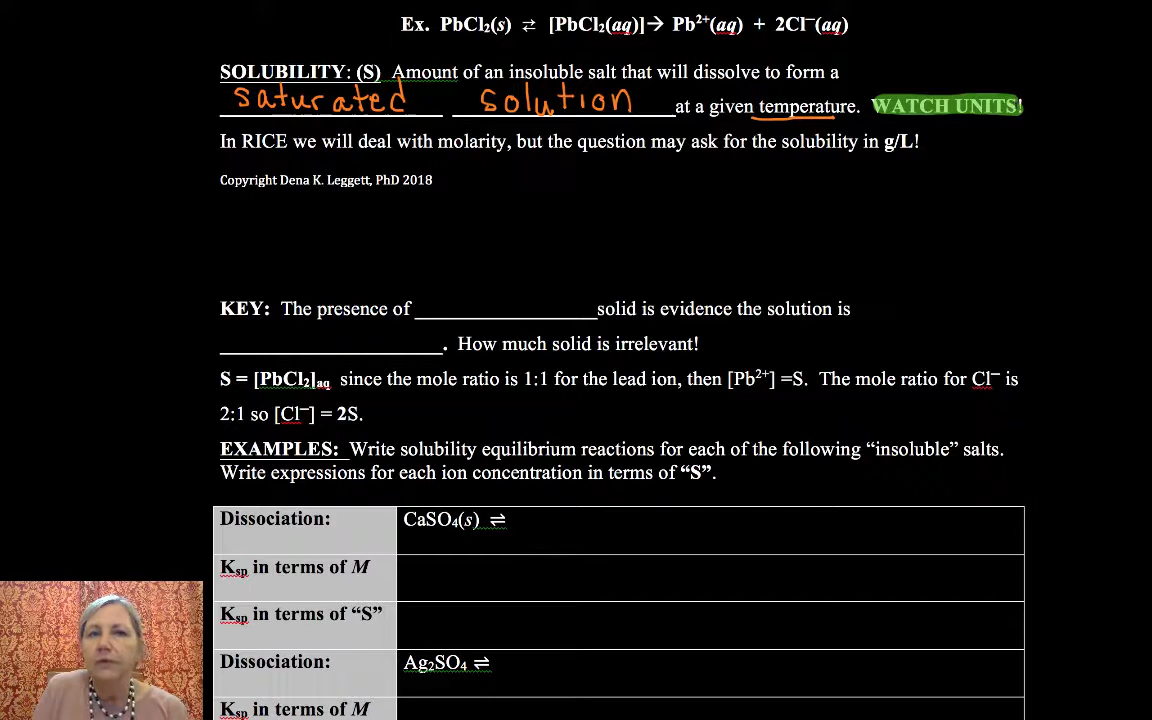 Ex. PbCl₂(s) ⇄ [PbCl₂(aq)]→ Pb²⁺(aq) + 2Cl⁻(aq)
SOLUBILITY: (S) Amount of an insoluble salt that will dissolve to form a
saturated solution at a given temperature. WATCH UNITS!
In RICE we will deal with molarity, but the question may ask for the solubility in g/L!
Copyright Dena K. Leggett, PhD 2018
KEY: The presence of ________________ solid is evidence the solution is
____________________. How much solid is irrelevant!
S = [PbCl₂]aq since the mole ratio is 1:1 for the lead ion, then [Pb²⁺] =S. The mole ratio for Cl⁻ is
2:1 so [Cl⁻] = 2S.
EXAMPLES: Write solubility equilibrium reactions for each of the following “insoluble” salts.
Write expressions for each ion concentration in terms of “S”.
Dissociation: CaSO₄(s) ⇌
Ksp in terms of M
Ksp in terms of “S”
Dissociation: Ag₂SO₄ ⇌
Ksp in terms of M